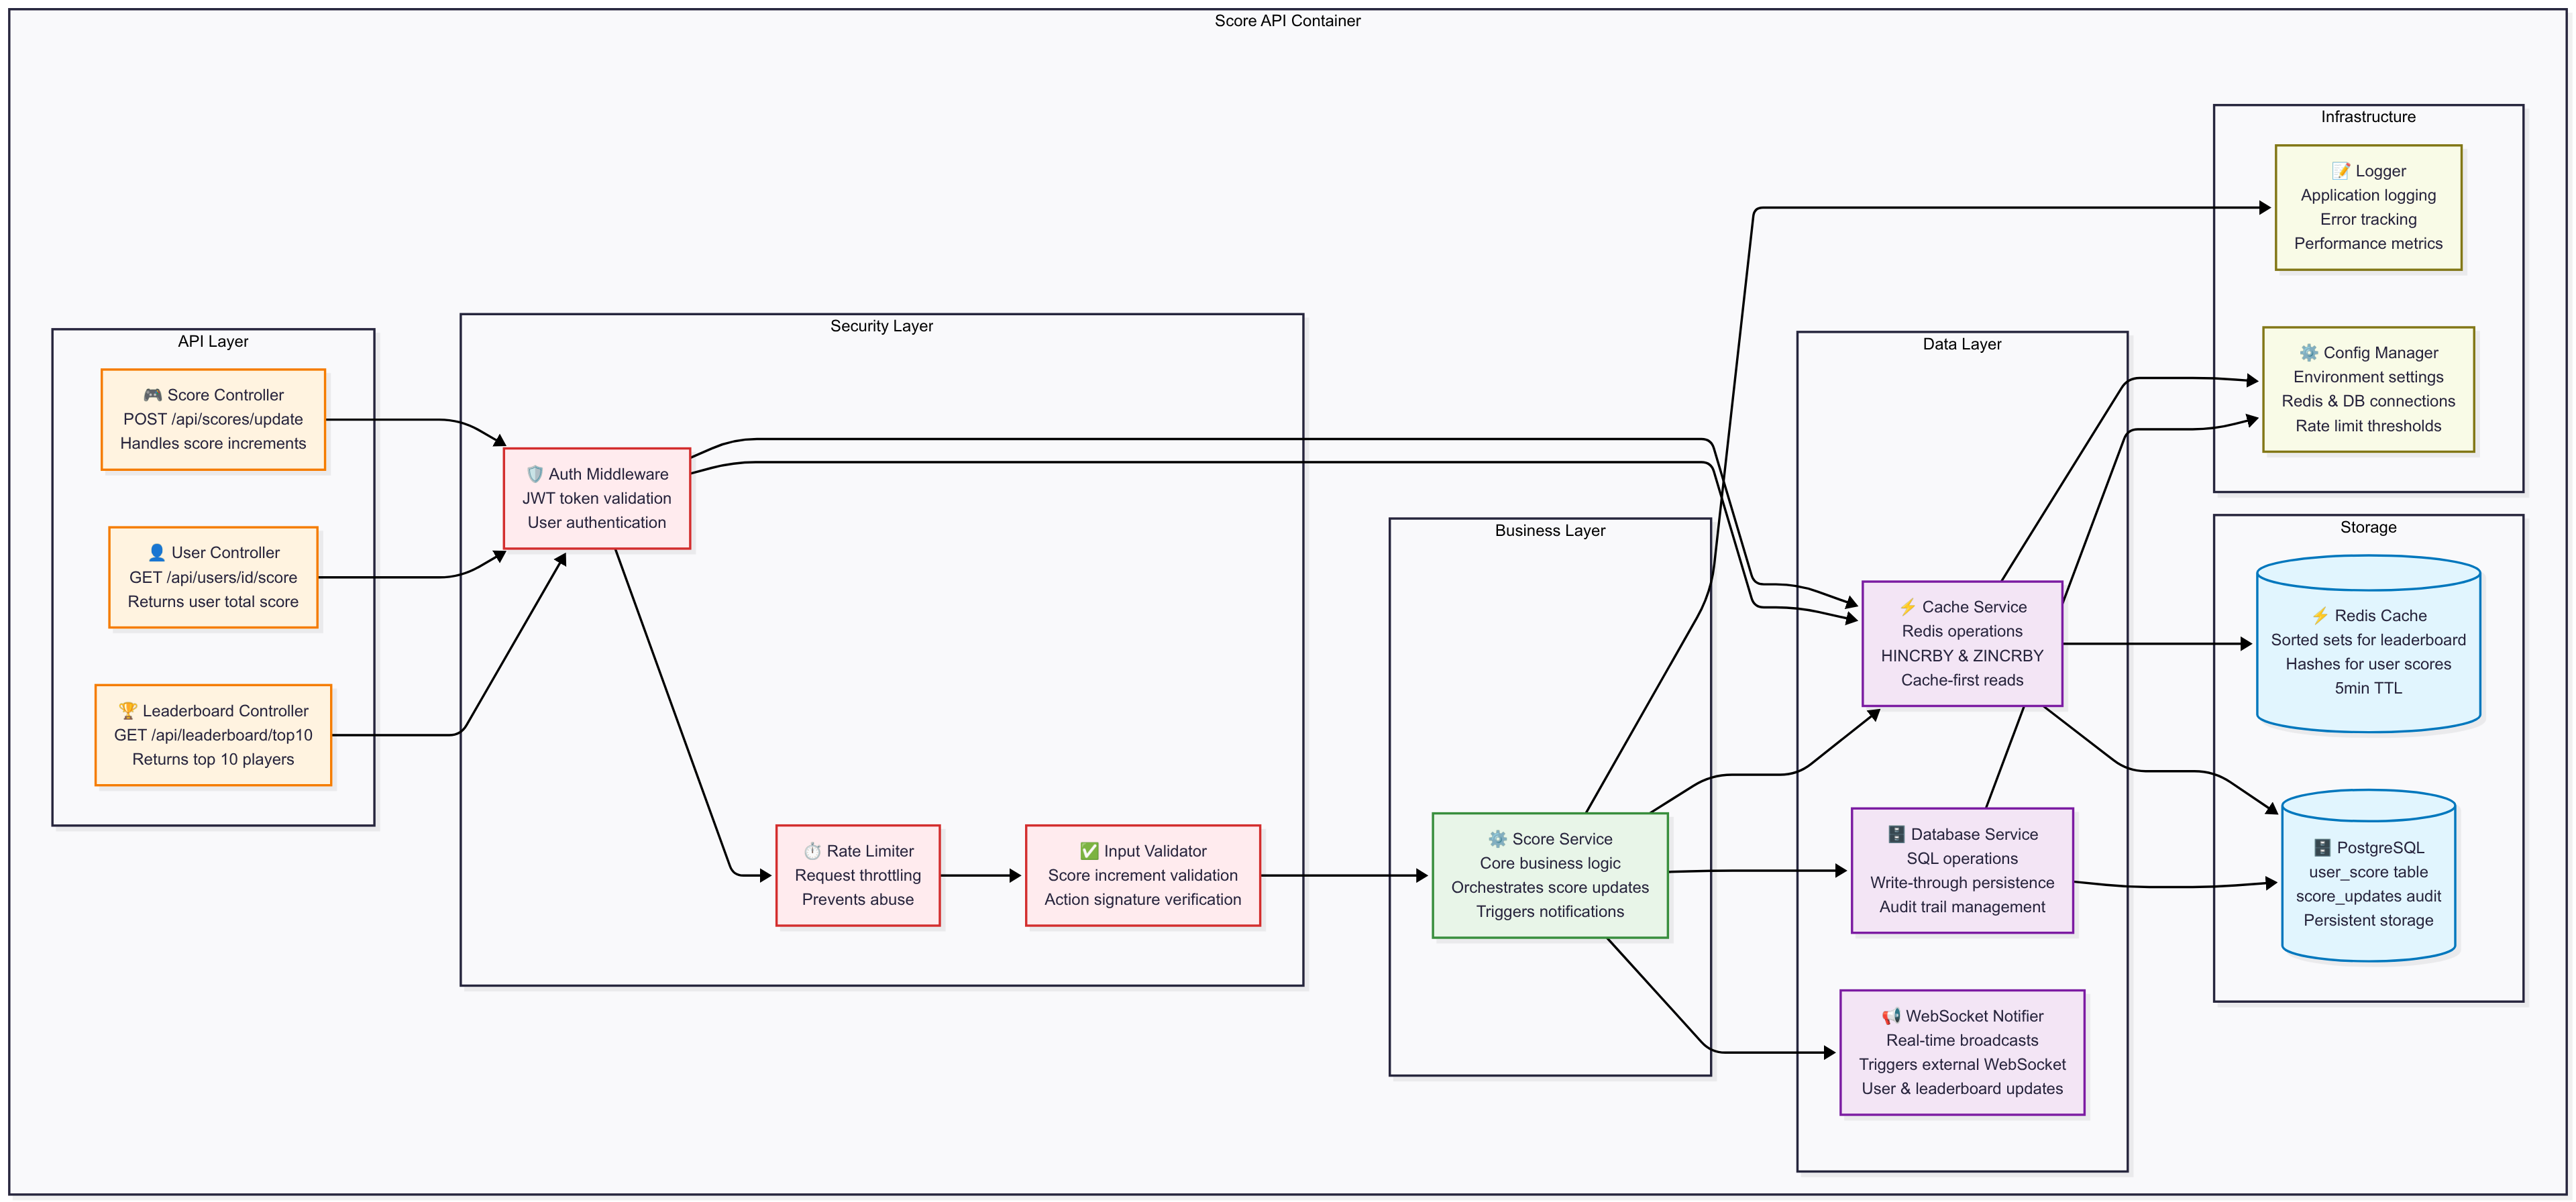 Score API Container
API Layer
🎮 Score Controller
POST /api/scores/update
Handles score increments
👤 User Controller
GET /api/users/id/score
Returns user total score
🏆 Leaderboard Controller
GET /api/leaderboard/top10
Returns top 10 players
Security Layer
🛡️ Auth Middleware
JWT token validation
User authentication
⏱️ Rate Limiter
Request throttling
Prevents abuse
✅ Input Validator
Score increment validation
Action signature verification
Business Layer
⚙️ Score Service
Core business logic
Orchestrates score updates
Triggers notifications
Data Layer
⚡ Cache Service
Redis operations
HINCRBY & ZINCRBY
Cache-first reads
🗄️ Database Service
SQL operations
Write-through persistence
Audit trail management
📢 WebSocket Notifier
Real-time broadcasts
Triggers external WebSocket
User & leaderboard updates
Infrastructure
📝 Logger
Application logging
Error tracking
Performance metrics
⚙️ Config Manager
Environment settings
Redis & DB connections
Rate limit thresholds
Storage
⚡ Redis Cache
Sorted sets for leaderboard
Hashes for user scores
5min TTL
🗄️ PostgreSQL
user_score table
score_updates audit
Persistent storage